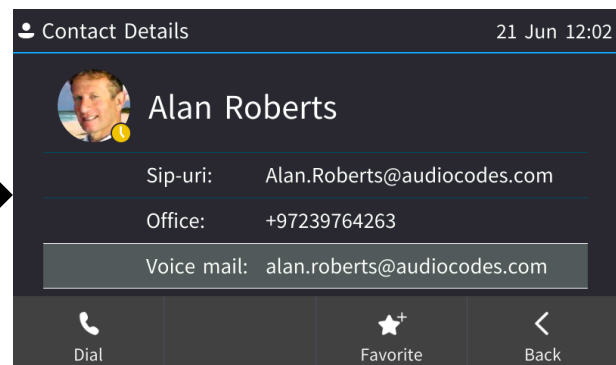 Contact Details 21 Jun 12:02
Alan Roberts
Sip-uri: Alan.Roberts@audiocodes.com
Office: +97239764263
Voice mail: alan.roberts@audiocodes.com
Dial Favorite Back